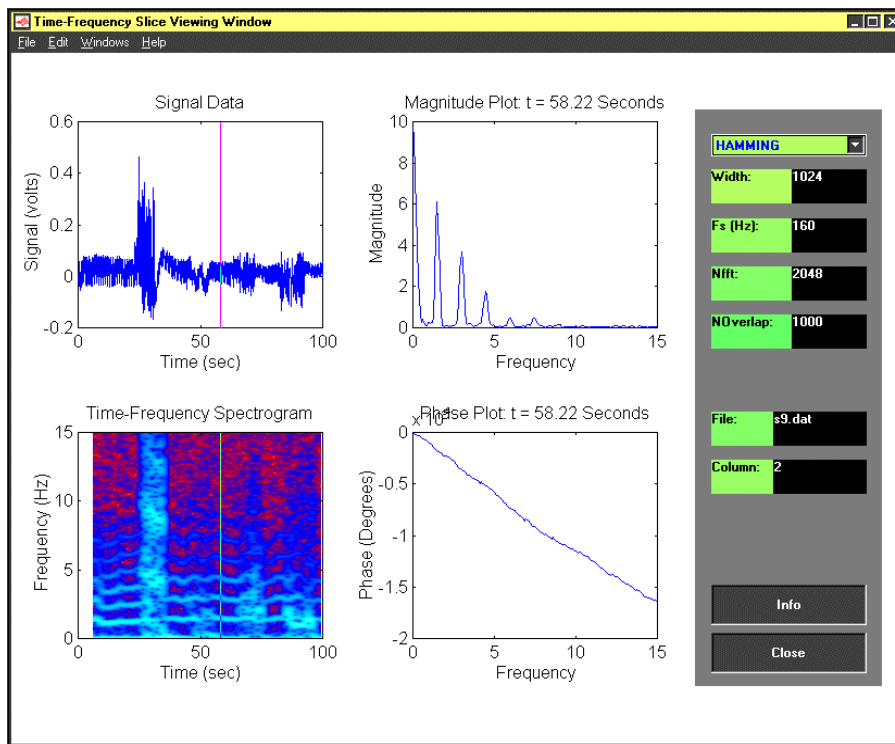 Time-Frequency Slice Viewing Window
File Edit Windows Help
Signal Data
0.6
0.4
0.2
0
-0.2
Signal (volts)
0 50 100
Time (sec)
Magnitude Plot: t = 58.22 Seconds
10
8
6
4
2
0
Magnitude
0 5 10 15
Frequency
Time-Frequency Spectrogram
15
10
5
0
Frequency (Hz)
0 50 100
Time (sec)
Phase Plot: t = 58.22 Seconds
x 10
0
-0.5
-1
-1.5
-2
Phase (Degrees)
0 5 10 15
Frequency
HAMMING
Width: 1024
Fs (Hz): 160
Nfft: 2048
NOverlap: 1000
File: s9.dat
Column: 2
Info
Close